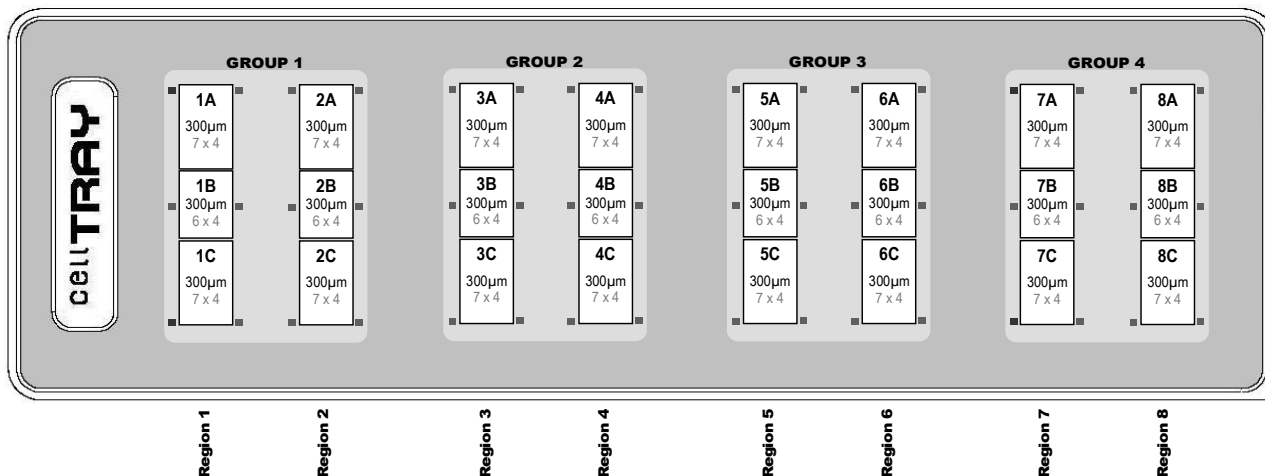 GROUP 1
GROUP 2
GROUP 3
GROUP 4
cellTRAY
1A
300µm
7 x 4
2A
300µm
7 x 4
3A
300µm
7 x 4
4A
300µm
7 x 4
5A
300µm
7 x 4
6A
300µm
7 x 4
7A
300µm
7 x 4
8A
300µm
7 x 4
1B
300µm
6 x 4
2B
300µm
6 x 4
3B
300µm
6 x 4
4B
300µm
6 x 4
5B
300µm
6 x 4
6B
300µm
6 x 4
7B
300µm
6 x 4
8B
300µm
6 x 4
1C
300µm
7 x 4
2C
300µm
7 x 4
3C
300µm
7 x 4
4C
300µm
7 x 4
5C
300µm
7 x 4
6C
300µm
7 x 4
7C
300µm
7 x 4
8C
300µm
7 x 4
Region 1
Region 2
Region 3
Region 4
Region 5
Region 6
Region 7
Region 8